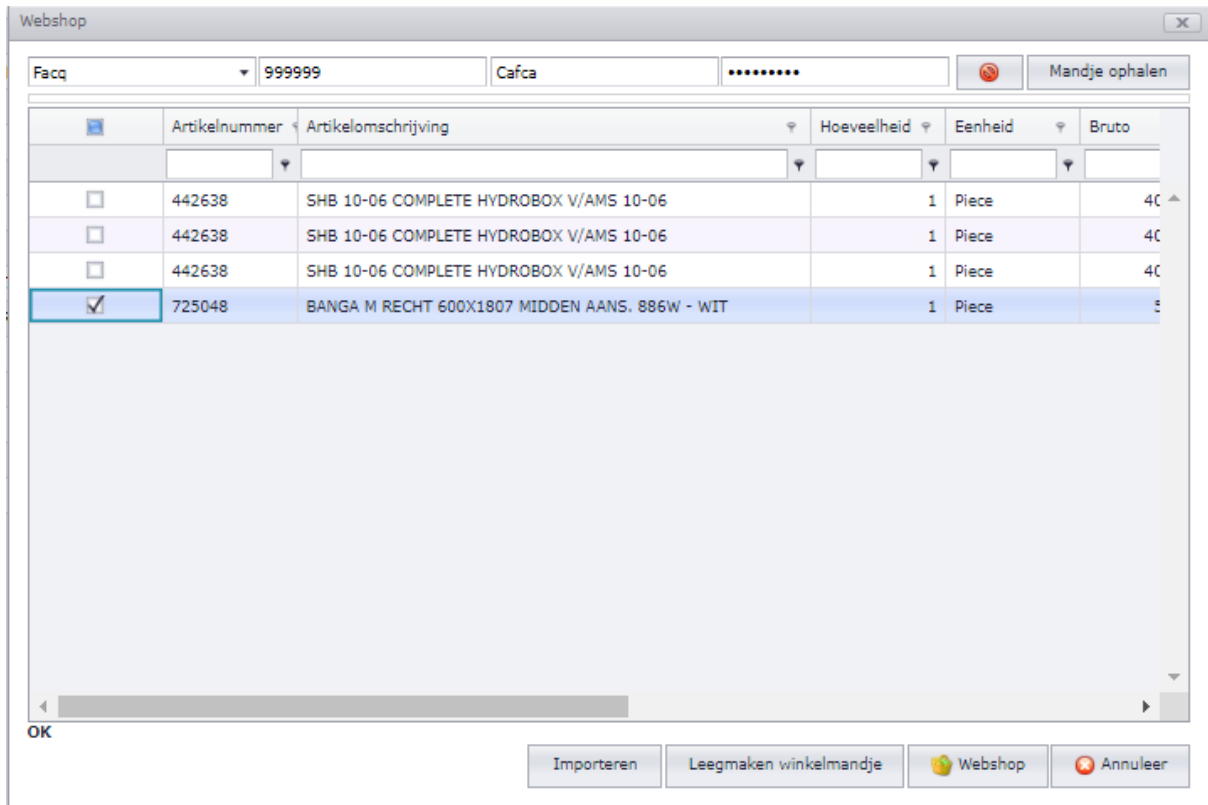 Webshop
Facq 999999 Cafca ••••••••• Mandje ophalen
Artikelnummer Artikelomschrijving Hoeveelheid Eenheid Bruto
442638 SHB 10-06 COMPLETE HYDROBOX V/AMS 10-06 1 Piece
442638 SHB 10-06 COMPLETE HYDROBOX V/AMS 10-06 1 Piece
442638 SHB 10-06 COMPLETE HYDROBOX V/AMS 10-06 1 Piece
725048 BANGA M RECHT 600X1807 MIDDEN AANS. 886W - WIT 1 Piece
OK
Importeren Leegmaken winkelmandje Webshop Annuleer